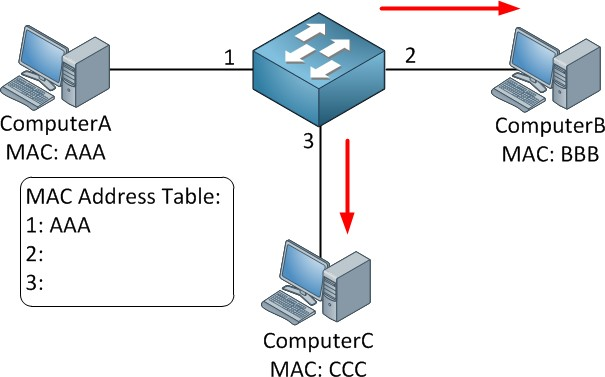 1
2
ComputerA
MAC: AAA
ComputerB
MAC: BBB
3
MAC Address Table:
1: AAA
2:
3:
ComputerC
MAC: CCC